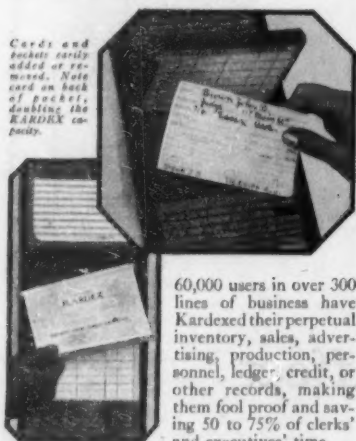 Cards and
pockets easily
added or re-
moved. Note
card on back
of pocket,
doubling the
KARDEX ca-
pacity.
KARDEX
60,000 users in over 300
lines of business have
Kardexed their perpetual
inventory, sales, adver-
tising, production, per-
sonnel, ledger, credit, or
other records, making
them fool proof and sav-
ing 50 to 75% of clerks'
and executives' time